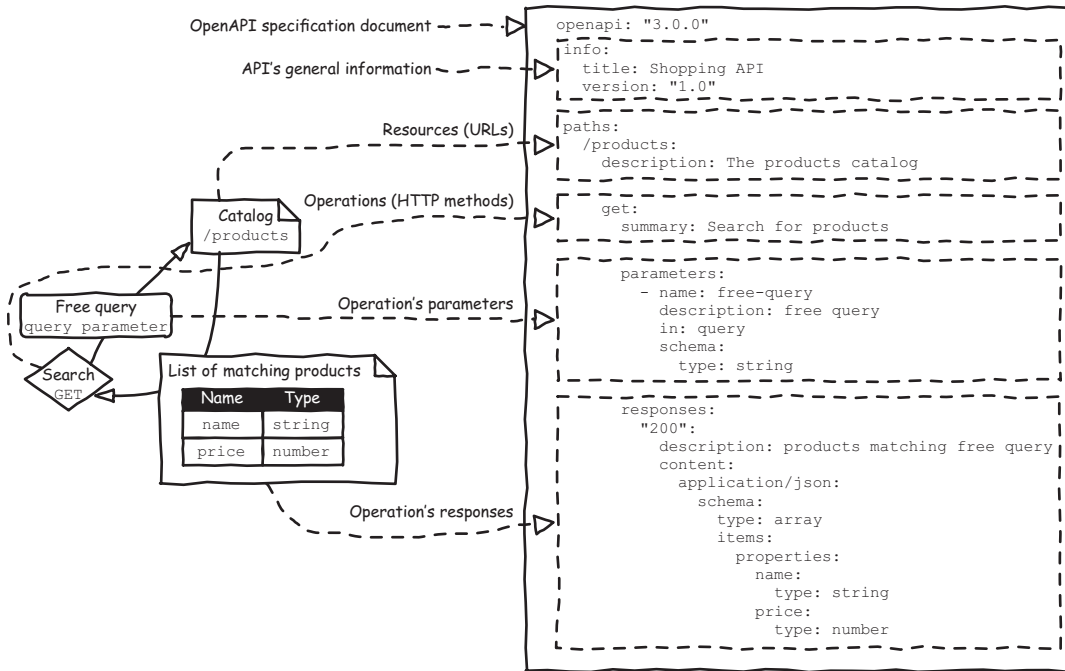 OpenAPI specification document
API's general information
Resources (URLs)
Operations (HTTP methods)
Catalog
/products
Free query
query parameter
Operation's parameters
Search
GET
List of matching products
Name Type
name string
price number
Operation's responses
openapi: "3.0.0"
info:
title: Shopping API
version: "1.0"
paths:
/products:
description: The products catalog
get:
summary: Search for products
parameters:
- name: free-query
description: free query
in: query
schema:
type: string
responses:
"200":
description: products matching free query
content:
application/json:
schema:
type: array
items:
properties:
name:
type: string
price:
type: number